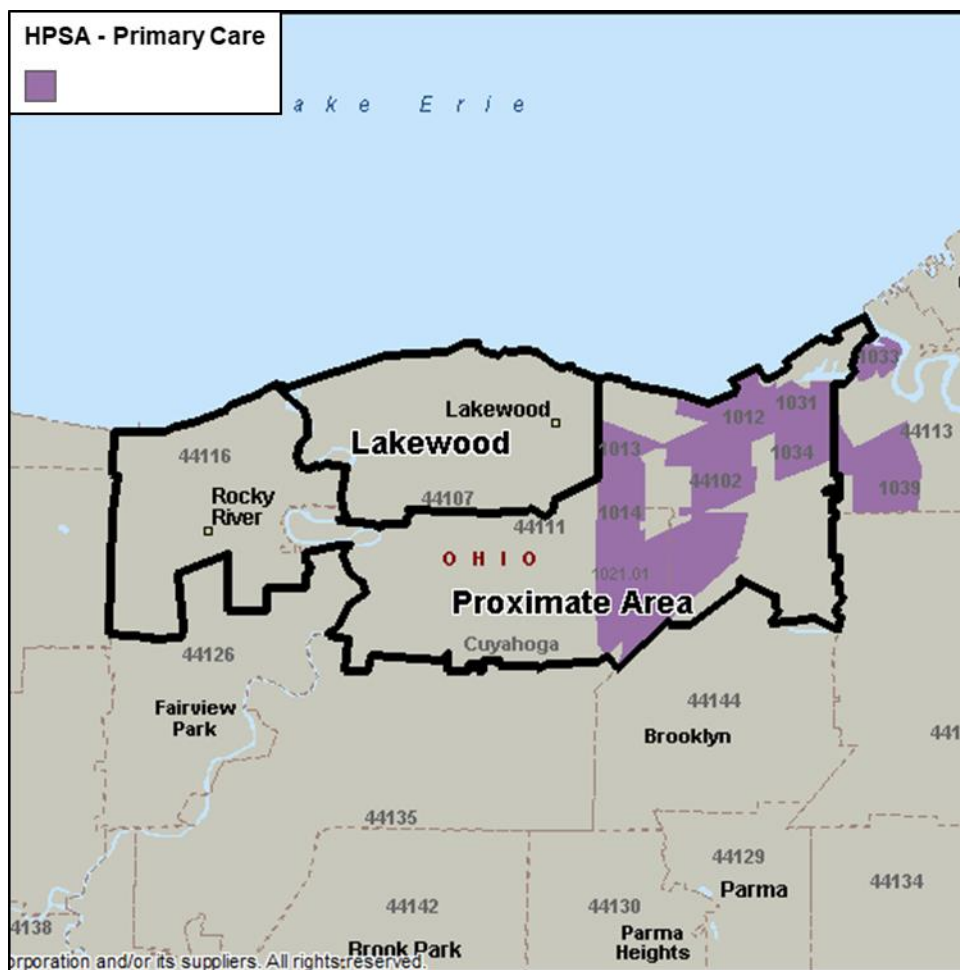 HPSA - Primary Care
ake Erie
1033
1031
1012
Lakewood
Lakewood
44113
1013
1034
44116
44102
1039
Rocky
River
44107
1014
44111
OHIO
1021.01
Proximate Area
Cuyahoga
44126
44144
Fairview
Park
Brooklyn
441
44135
44129
Parma
44134
44142
44130
4138
Parma
Heights
Brook Park
orporation and/or its suppliers. All rights reserved.